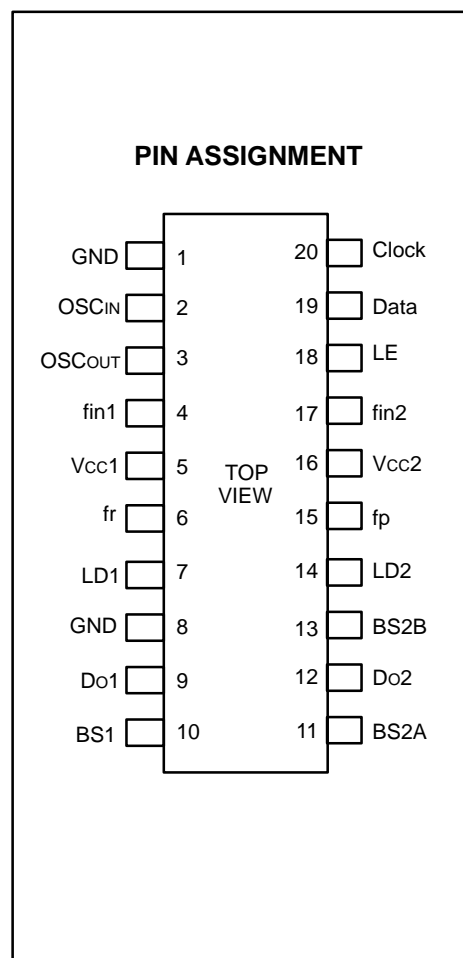 PIN ASSIGNMENT
GND 1 20 Clock
OSCIN 2 19 Data
OSCOUT 3 18 LE
fin1 4 17 fin2
VCC1 5 16 VCC2
TOP
VIEW
fr 6 15 fp
LD1 7 14 LD2
GND 8 13 BS2B
DO1 9 12 DO2
BS1 10 11 BS2A